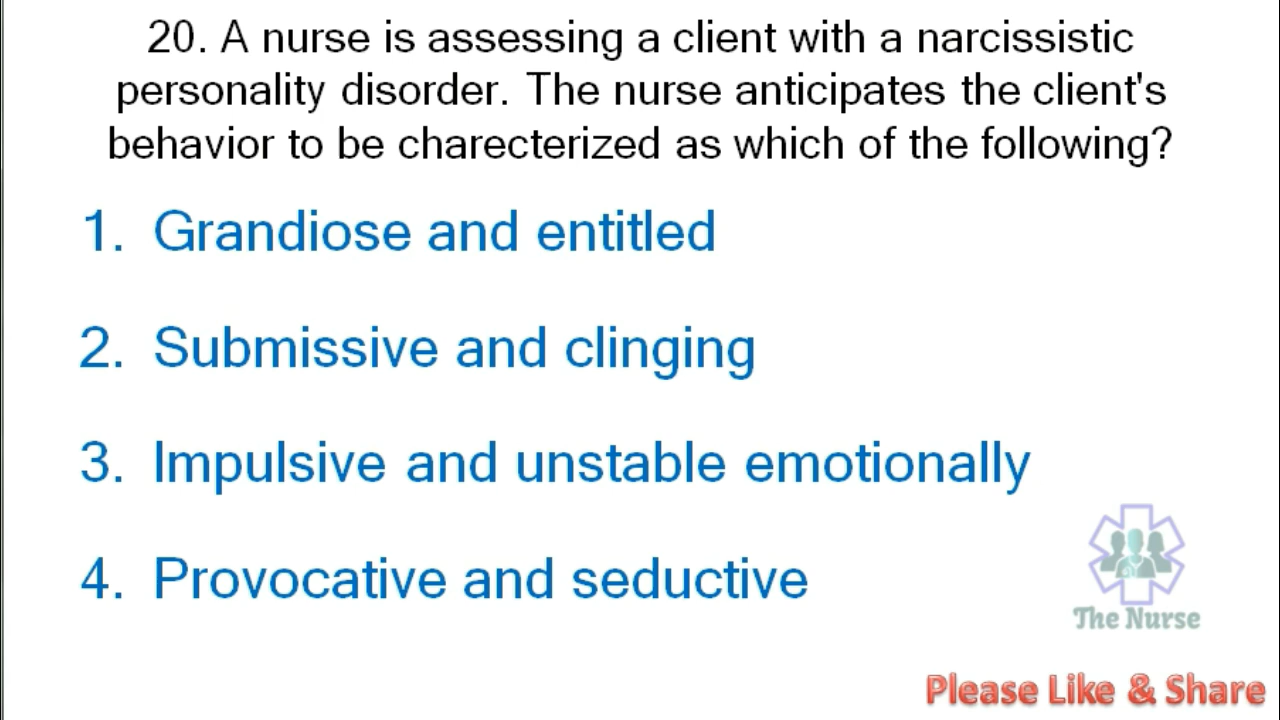 20. A nurse is assessing a client with a narcissistic
personality disorder. The nurse anticipates the client's
behavior to be charecterized as which of the following?
1. Grandiose and entitled
2. Submissive and clinging
3. Impulsive and unstable emotionally
4. Provocative and seductive
The Nurse
Please Like & Share